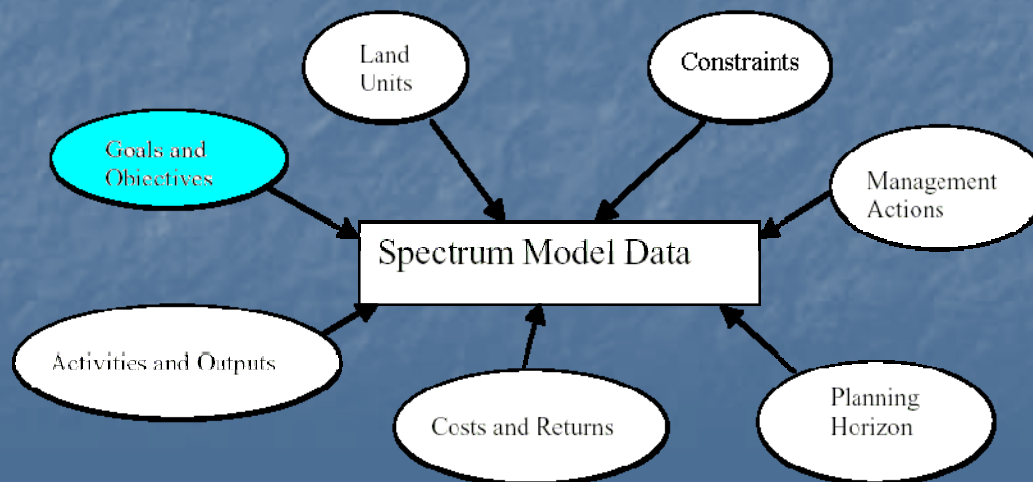 Land
Units
Constraints
Goals and
Objectives
Management
Actions
Spectrum Model Data
Activities and Outputs
Costs and Returns
Planning
Horizon